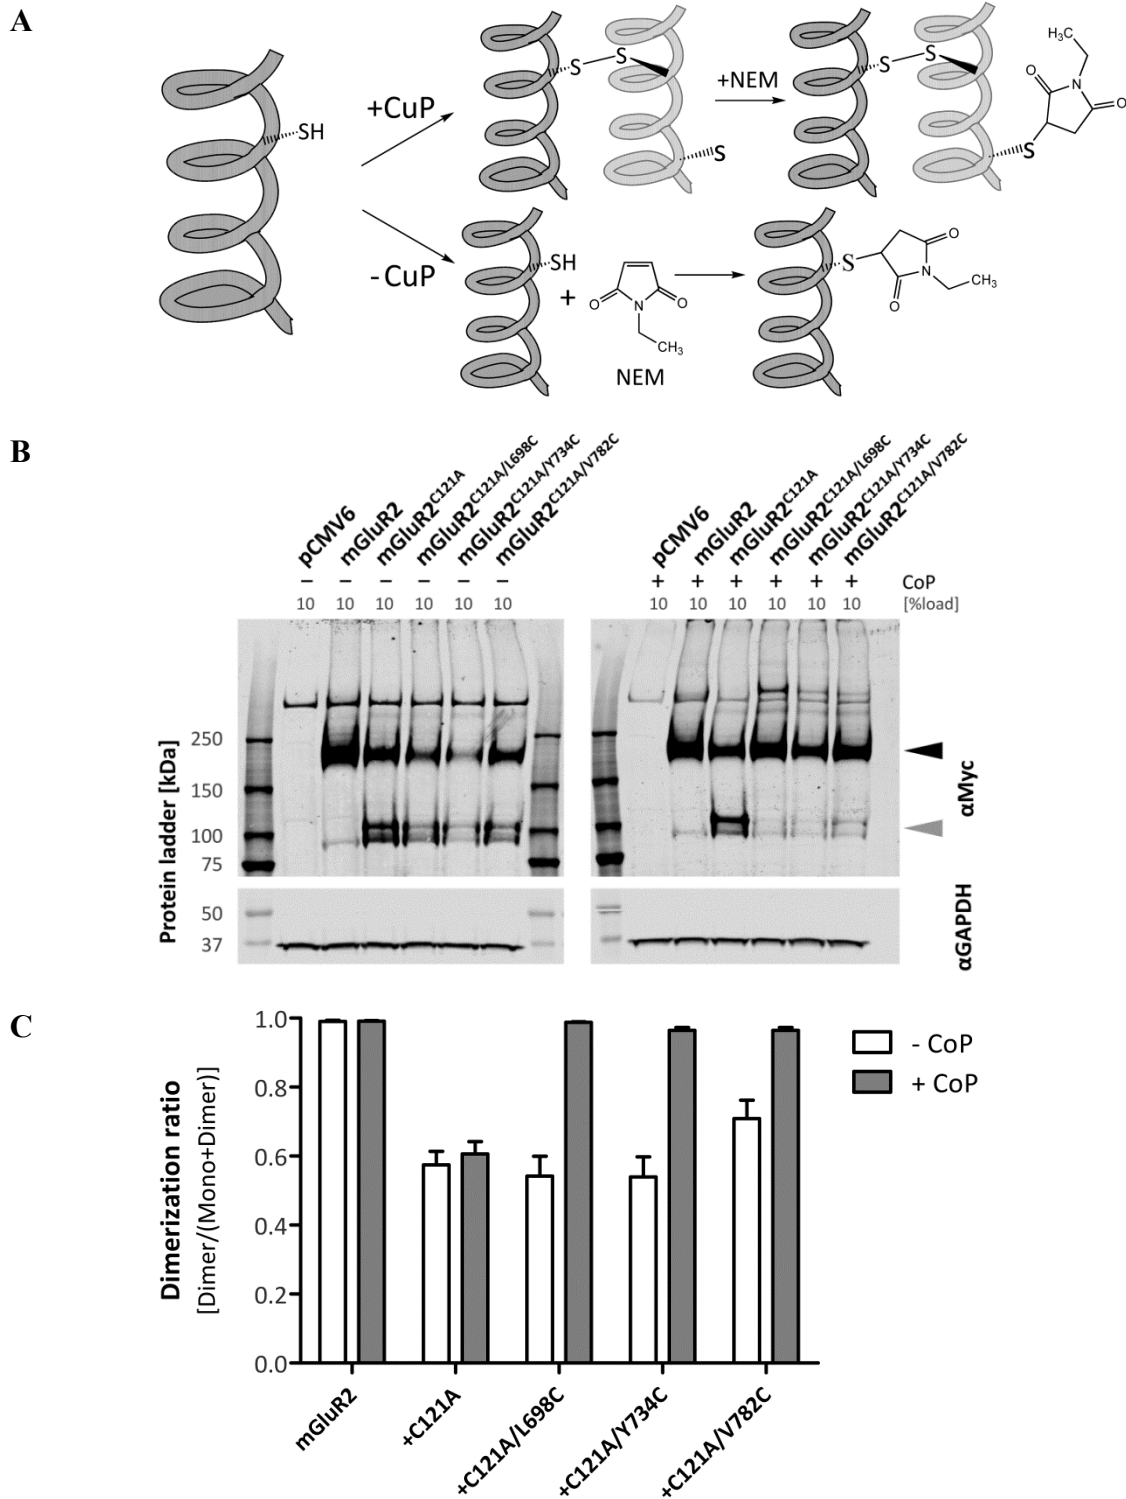 A
+CuP
- CuP
SH
S
S
S
+NEM
S
S
S
H₃C
N
O
O
SH
+
O
N
O
CH₃
NEM
S
O
N
O
CH₃
B
pCMV6
mGluR2
mGluR2C121A
mGluR2C121A/L698C
mGluR2C121A/Y734C
mGluR2C121A/V782C
pCMV6
mGluR2
mGluR2C121A
mGluR2C121A/L698C
mGluR2C121A/Y734C
mGluR2C121A/V782C
– – – – – – + + + + + + CoP
10 10 10 10 10 10 10 10 10 10 10 10 [%load]
Protein ladder [kDa]
250
150
100
75
50
37
αMyc
αGAPDH
C
Dimerization ratio
[Dimer/(Mono+Dimer)]
1.0
0.8
0.6
0.4
0.2
0.0
mGluR2
+C121A
+C121A/L698C
+C121A/Y734C
+C121A/V782C
- CoP
+ CoP